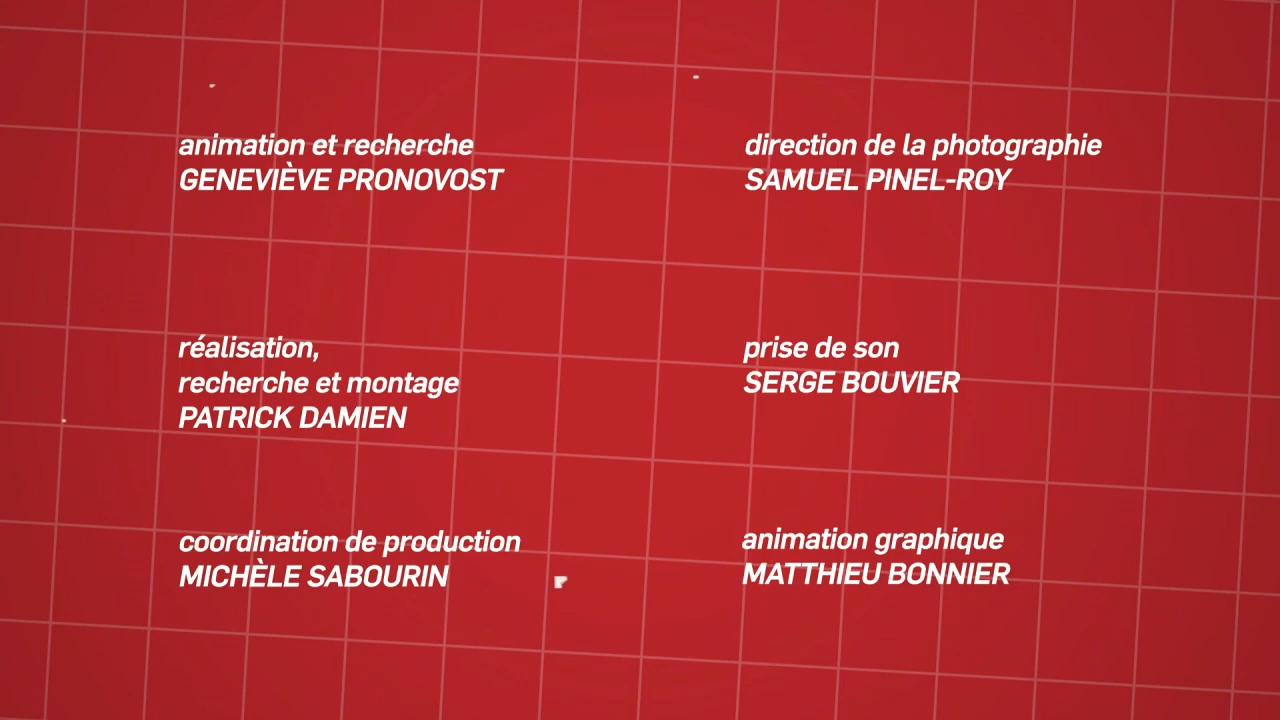 animation et recherche
GENEVIÈVE PRONOVOST
réalisation,
recherche et montage
PATRICK DAMIEN
coordination de production
MICHÈLE SABOURIN
direction de la photographie
SAMUEL PINEL-ROY
prise de son
SERGE BOUVIER
animation graphique
MATTHIEU BONNIER